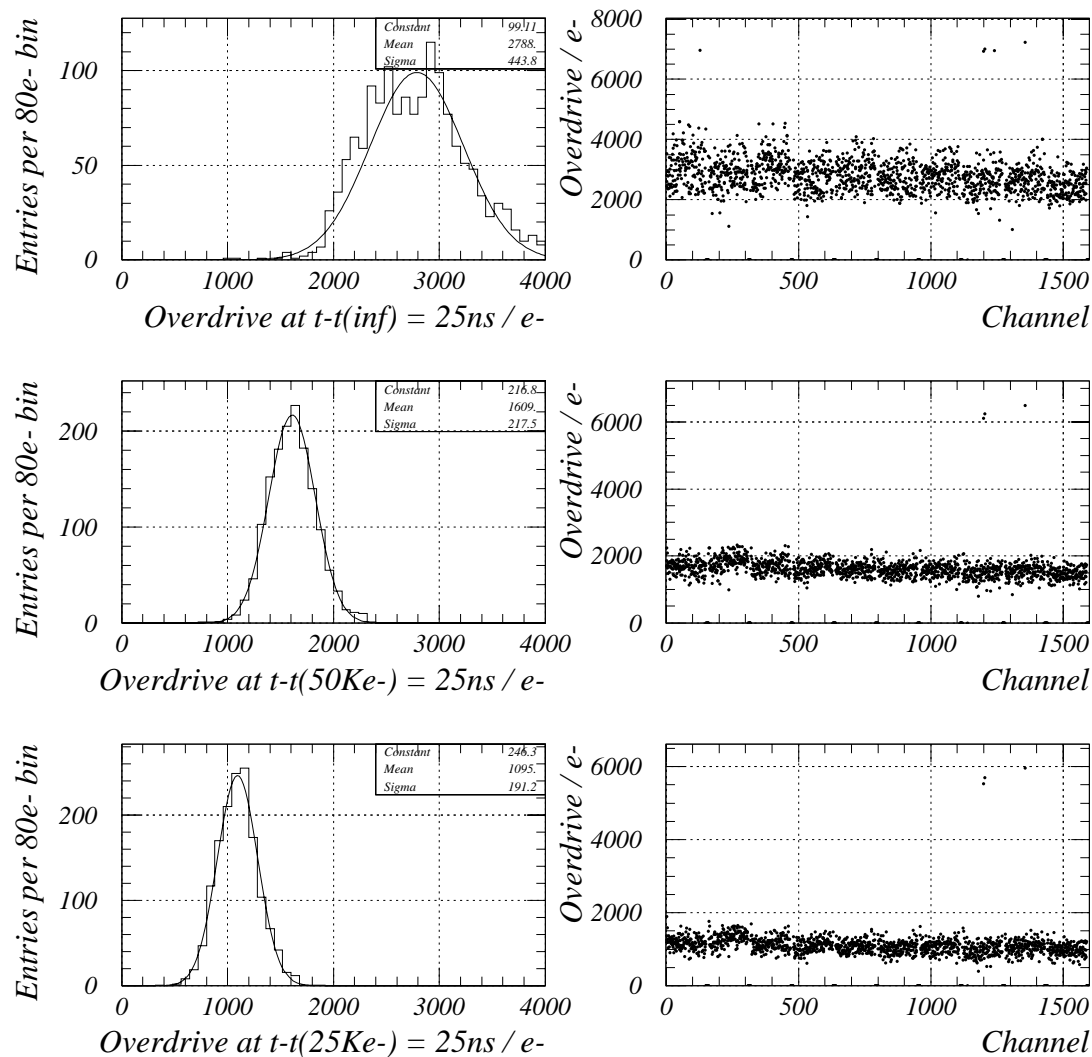 Entries per 80e- bin
Constant 99.11
Mean 2788.
Sigma 443.8
100
50
0
0 1000 2000 3000 4000
Overdrive at t-t(inf) = 25ns / e-
Overdrive / e-
8000
6000
4000
2000
0
0 500 1000 1500
Channel
Entries per 80e- bin
Constant 216.8
Mean 1609.
Sigma 217.5
200
100
0
0 1000 2000 3000 4000
Overdrive at t-t(50Ke-) = 25ns / e-
Overdrive / e-
6000
4000
2000
0
0 500 1000 1500
Channel
Entries per 80e- bin
Constant 246.3
Mean 1095.
Sigma 191.2
200
100
0
0 1000 2000 3000 4000
Overdrive at t-t(25Ke-) = 25ns / e-
Overdrive / e-
6000
4000
2000
0
0 500 1000 1500
Channel